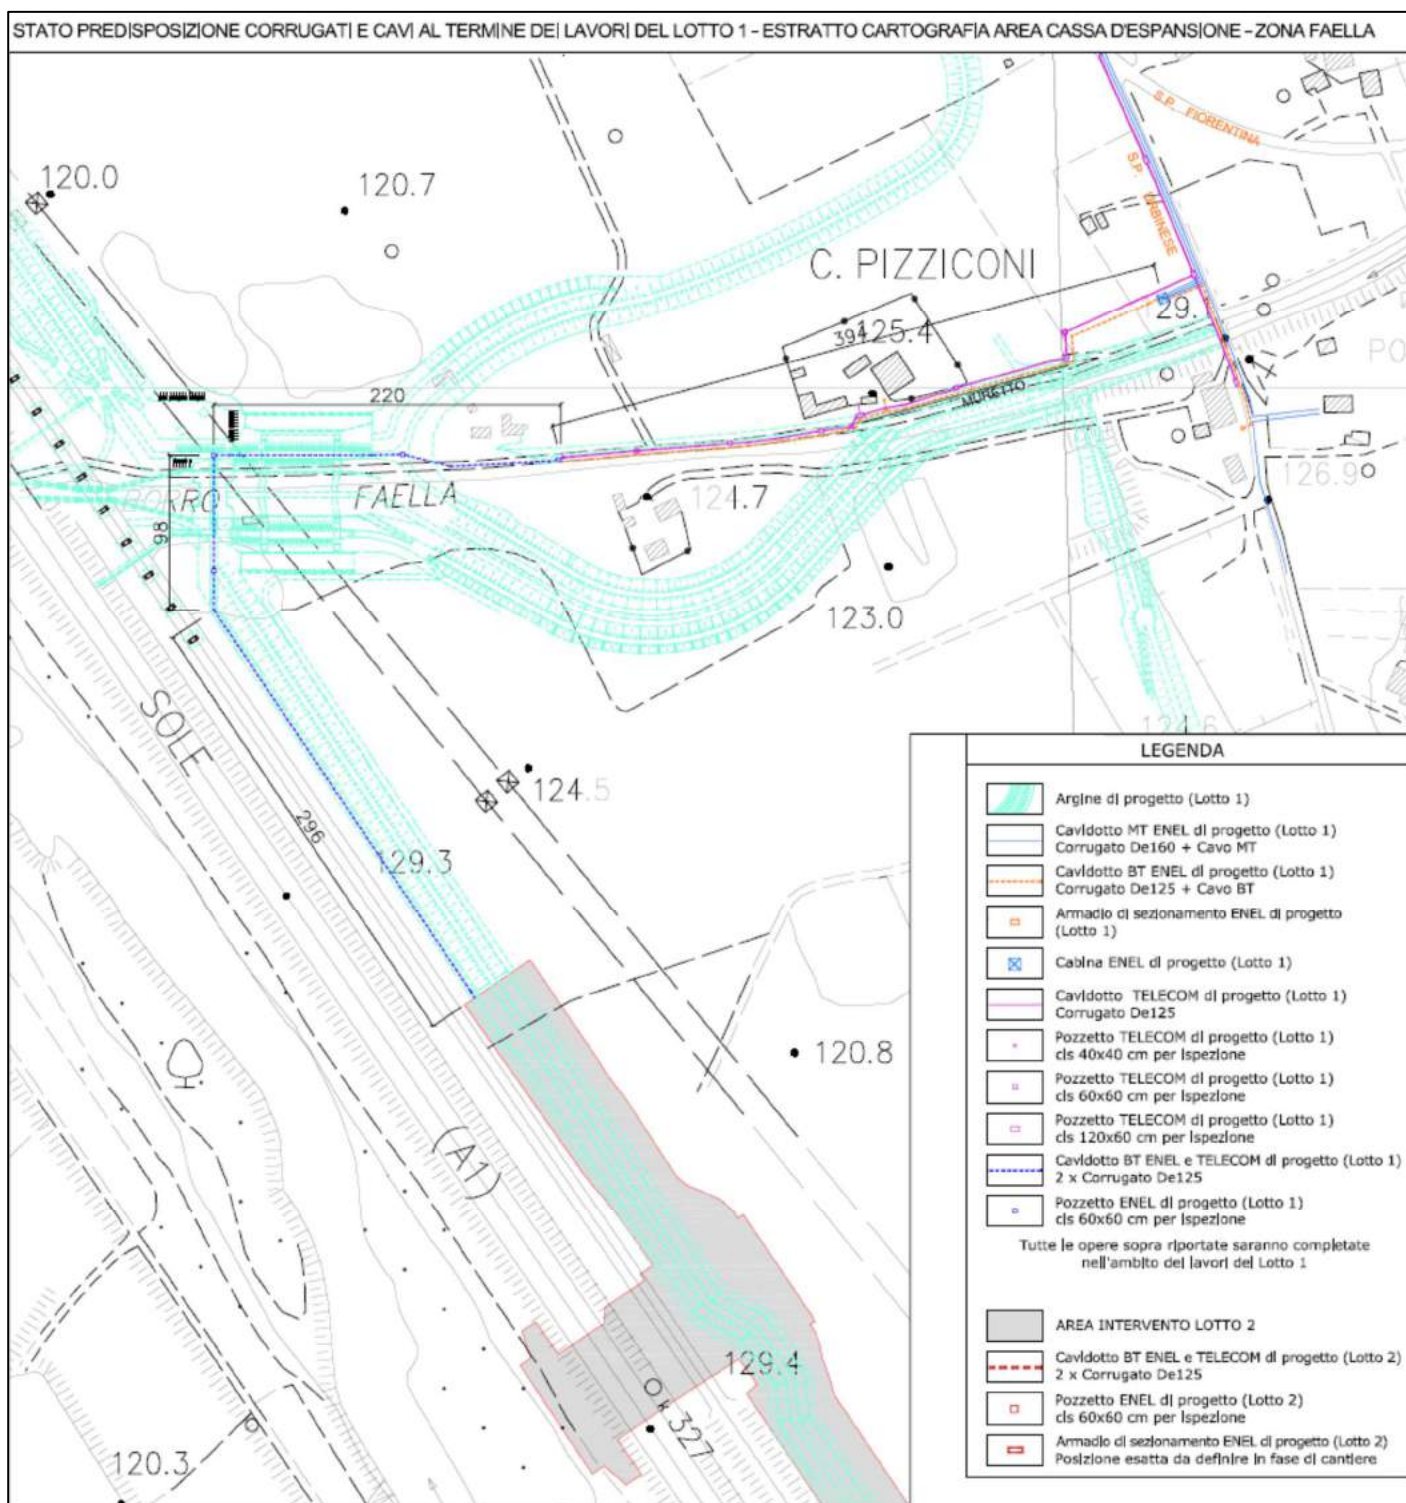 STATO PREDISPOSIZIONE CORRUGATI E CAVI AL TERMINE DEI LAVORI DEL LOTTO 1 - ESTRATTO CARTOGRAFIA AREA CASSA D'ESPANSIONE - ZONA FAELLA
S.P. FIORENTINA
120.0
120.7
S.P. URBINESE
C. PIZZICONI
29.
125.4
394
PO
220
MURETTO
BORRO FAELLA
124.7
126.9
98
123.0
SOLE
124.6
124.5
296
129.3
120.8
(A1)
129.4
Km 327
120.3
LEGENDA
Argine di progetto (Lotto 1)
Cavidotto MT ENEL di progetto (Lotto 1)
Corrugato De160 + Cavo MT
Cavidotto BT ENEL di progetto (Lotto 1)
Corrugato De125 + Cavo BT
Armadio di sezionamento ENEL di progetto
(Lotto 1)
Cabina ENEL di progetto (Lotto 1)
Cavidotto TELECOM di progetto (Lotto 1)
Corrugato De125
Pozzetto TELECOM di progetto (Lotto 1)
cls 40x40 cm per ispezione
Pozzetto TELECOM di progetto (Lotto 1)
cls 60x60 cm per ispezione
Pozzetto TELECOM di progetto (Lotto 1)
cls 120x60 cm per ispezione
Cavidotto BT ENEL e TELECOM di progetto (Lotto 1)
2 x Corrugato De125
Pozzetto ENEL di progetto (Lotto 1)
cls 60x60 cm per ispezione
Tutte le opere sopra riportate saranno completate
nell'ambito dei lavori del Lotto 1
AREA INTERVENTO LOTTO 2
Cavidotto BT ENEL e TELECOM di progetto (Lotto 2)
2 x Corrugato De125
Pozzetto ENEL di progetto (Lotto 2)
cls 60x60 cm per ispezione
Armadio di sezionamento ENEL di progetto (Lotto 2)
Posizione esatta da definire in fase di cantiere